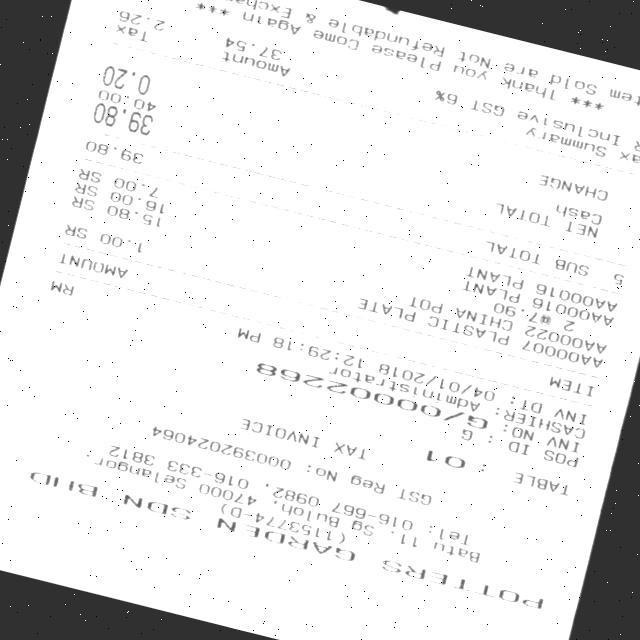 POTTERS GARDEN SDN BHD
(1153774-D)
Batu 11, Sg Buloh, 47000 Selangor
Tel: 016-667 0982, 016-333 3812
GST Reg No: 000392024064
TAX INVOICE
TABLE : 01
POS ID : G
INV NO: G/00002268
CASHIER: Administrator
INV DT: 04/01/2018 12:29:18 PM
RM
ITEM AMOUNT
AA00007 PLASTIC PLATE 1.00 SR
AA00022 CHINA POT
2 @7.90 15.80 SR
AA00016 PLANT 16.00 SR
AA00016 PLANT 7.00 SR
5 SUB TOTAL 39.80
NET TOTAL 39.80
Cash 40.00
CHANGE 0.20
Tax Summary Amount Tax
SR Inclusive GST 6% 37.54 2.26
*** Thank you Please Come Again ***
Item Sold are Not Refundable &